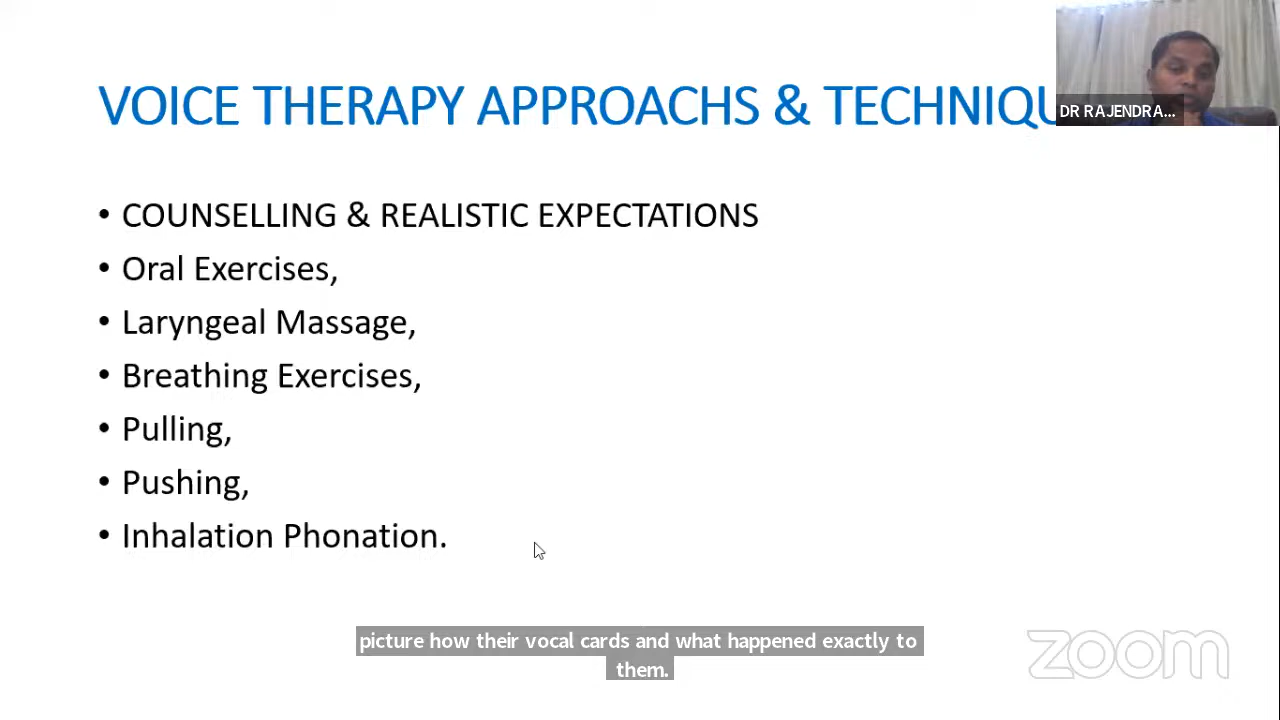 VOICE THERAPY APPROACHS & TECHNIQU
DR RAJENDRA...
• COUNSELLING & REALISTIC EXPECTATIONS
• Oral Exercises,
• Laryngeal Massage,
• Breathing Exercises,
• Pulling,
• Pushing,
• Inhalation Phonation.
picture how their vocal cards and what happened exactly to
them.
zoom